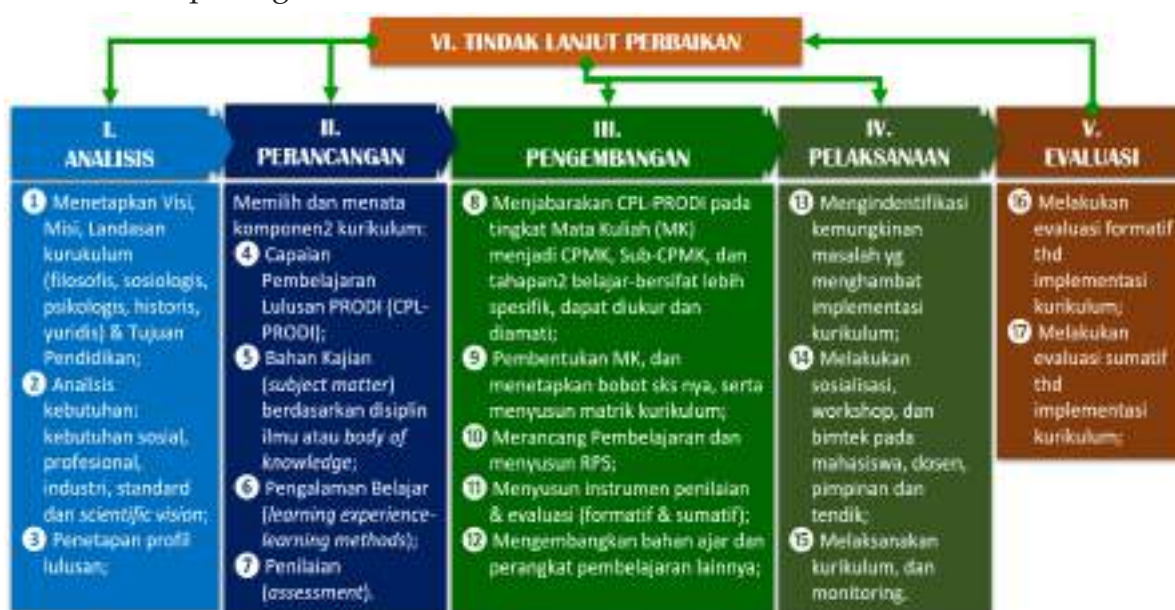 VI. TINDAK LANJUT PERBAIKAN
I.
ANALISIS
1 Menetapkan Visi,
Misi, Landasan
kurukulum
(filosofis, sosiologis,
psikologis, historis,
yuridis) & Tujuan
Pendidikan;
2 Analisis
kebutuhan:
kebutuhan sosial,
profesional,
industri, standard
dan scientific vision;
3 Penetapan profil
lulusan;
II.
PERANCANGAN
Memilih dan menata
komponen2 kurikulum:
4 Capaian
Pembelajaran
Lulusan PRODI (CPL-
PRODI);
5 Bahan Kajian
(subject matter)
berdasarkan disiplin
ilmu atau body of
knowledge;
6 Pengalaman Belajar
(learning experience-
learning methods);
7 Penilaian
(assessment).
III.
PENGEMBANGAN
8 Menjabarakan CPL-PRODI pada
tingkat Mata Kuliah (MK)
menjadi CPMK, Sub-CPMK, dan
tahapan2 belajar-bersifat lebih
spesifik, dapat diukur dan
diamati;
9 Pembentukan MK, dan
menetapkan bobot sks nya, serta
menyusun matrik kurikulum;
10 Merancang Pembelajaran dan
menyusun RPS;
11 Menyusun instrumen penilaian
& evaluasi (formatif & sumatif);
12 Mengembangkan bahan ajar dan
perangkat pembelajaran lainnya;
IV.
PELAKSANAAN
13 Mengindentifikasi
kemungkinan
masalah yg
menghambat
implementasi
kurikulum;
14 Melakukan
sosialisasi,
workshop, dan
bimtek pada
mahasiswa, dosen,
pimpinan dan
tendik;
15 Melaksanakan
kurikulum, dan
monitoring.
V.
EVALUASI
16 Melakukan
evaluasi formatif
thd
implementasi
kurikulum;
17 Melakukan
evaluasi sumatif
thd
implementasi
kurikulum;